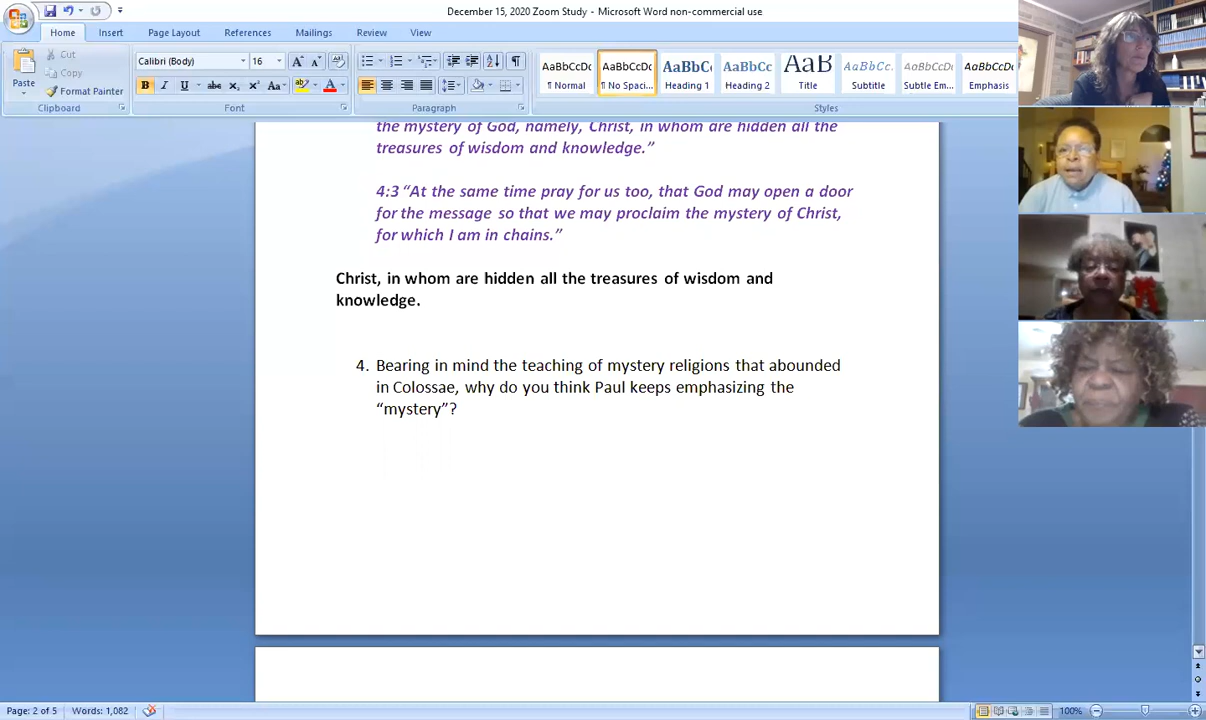 December 15, 2020 Zoom Study - Microsoft Word non-commercial use
Home Insert Page Layout References Mailings Review View
Cut
Copy
Paste
Format Painter
Clipboard
Calibri (Body) 16
Font
Paragraph
AaBbCcDc AaBbCcDc AaBbCc AaBbCc AaB AaBbCcDc AaBbCcDc AaBbCcDc
¶ Normal ¶ No Spaci... Heading 1 Heading 2 Title Subtitle Subtle Em... Emphasis
Styles
the mystery of God, namely, Christ, in whom are hidden all the
treasures of wisdom and knowledge.”
4:3 “At the same time pray for us too, that God may open a door
for the message so that we may proclaim the mystery of Christ,
for which I am in chains.”
Christ, in whom are hidden all the treasures of wisdom and
knowledge.
4. Bearing in mind the teaching of mystery religions that abounded
in Colossae, why do you think Paul keeps emphasizing the
“mystery”?
Page: 2 of 5 Words: 1,082 100%